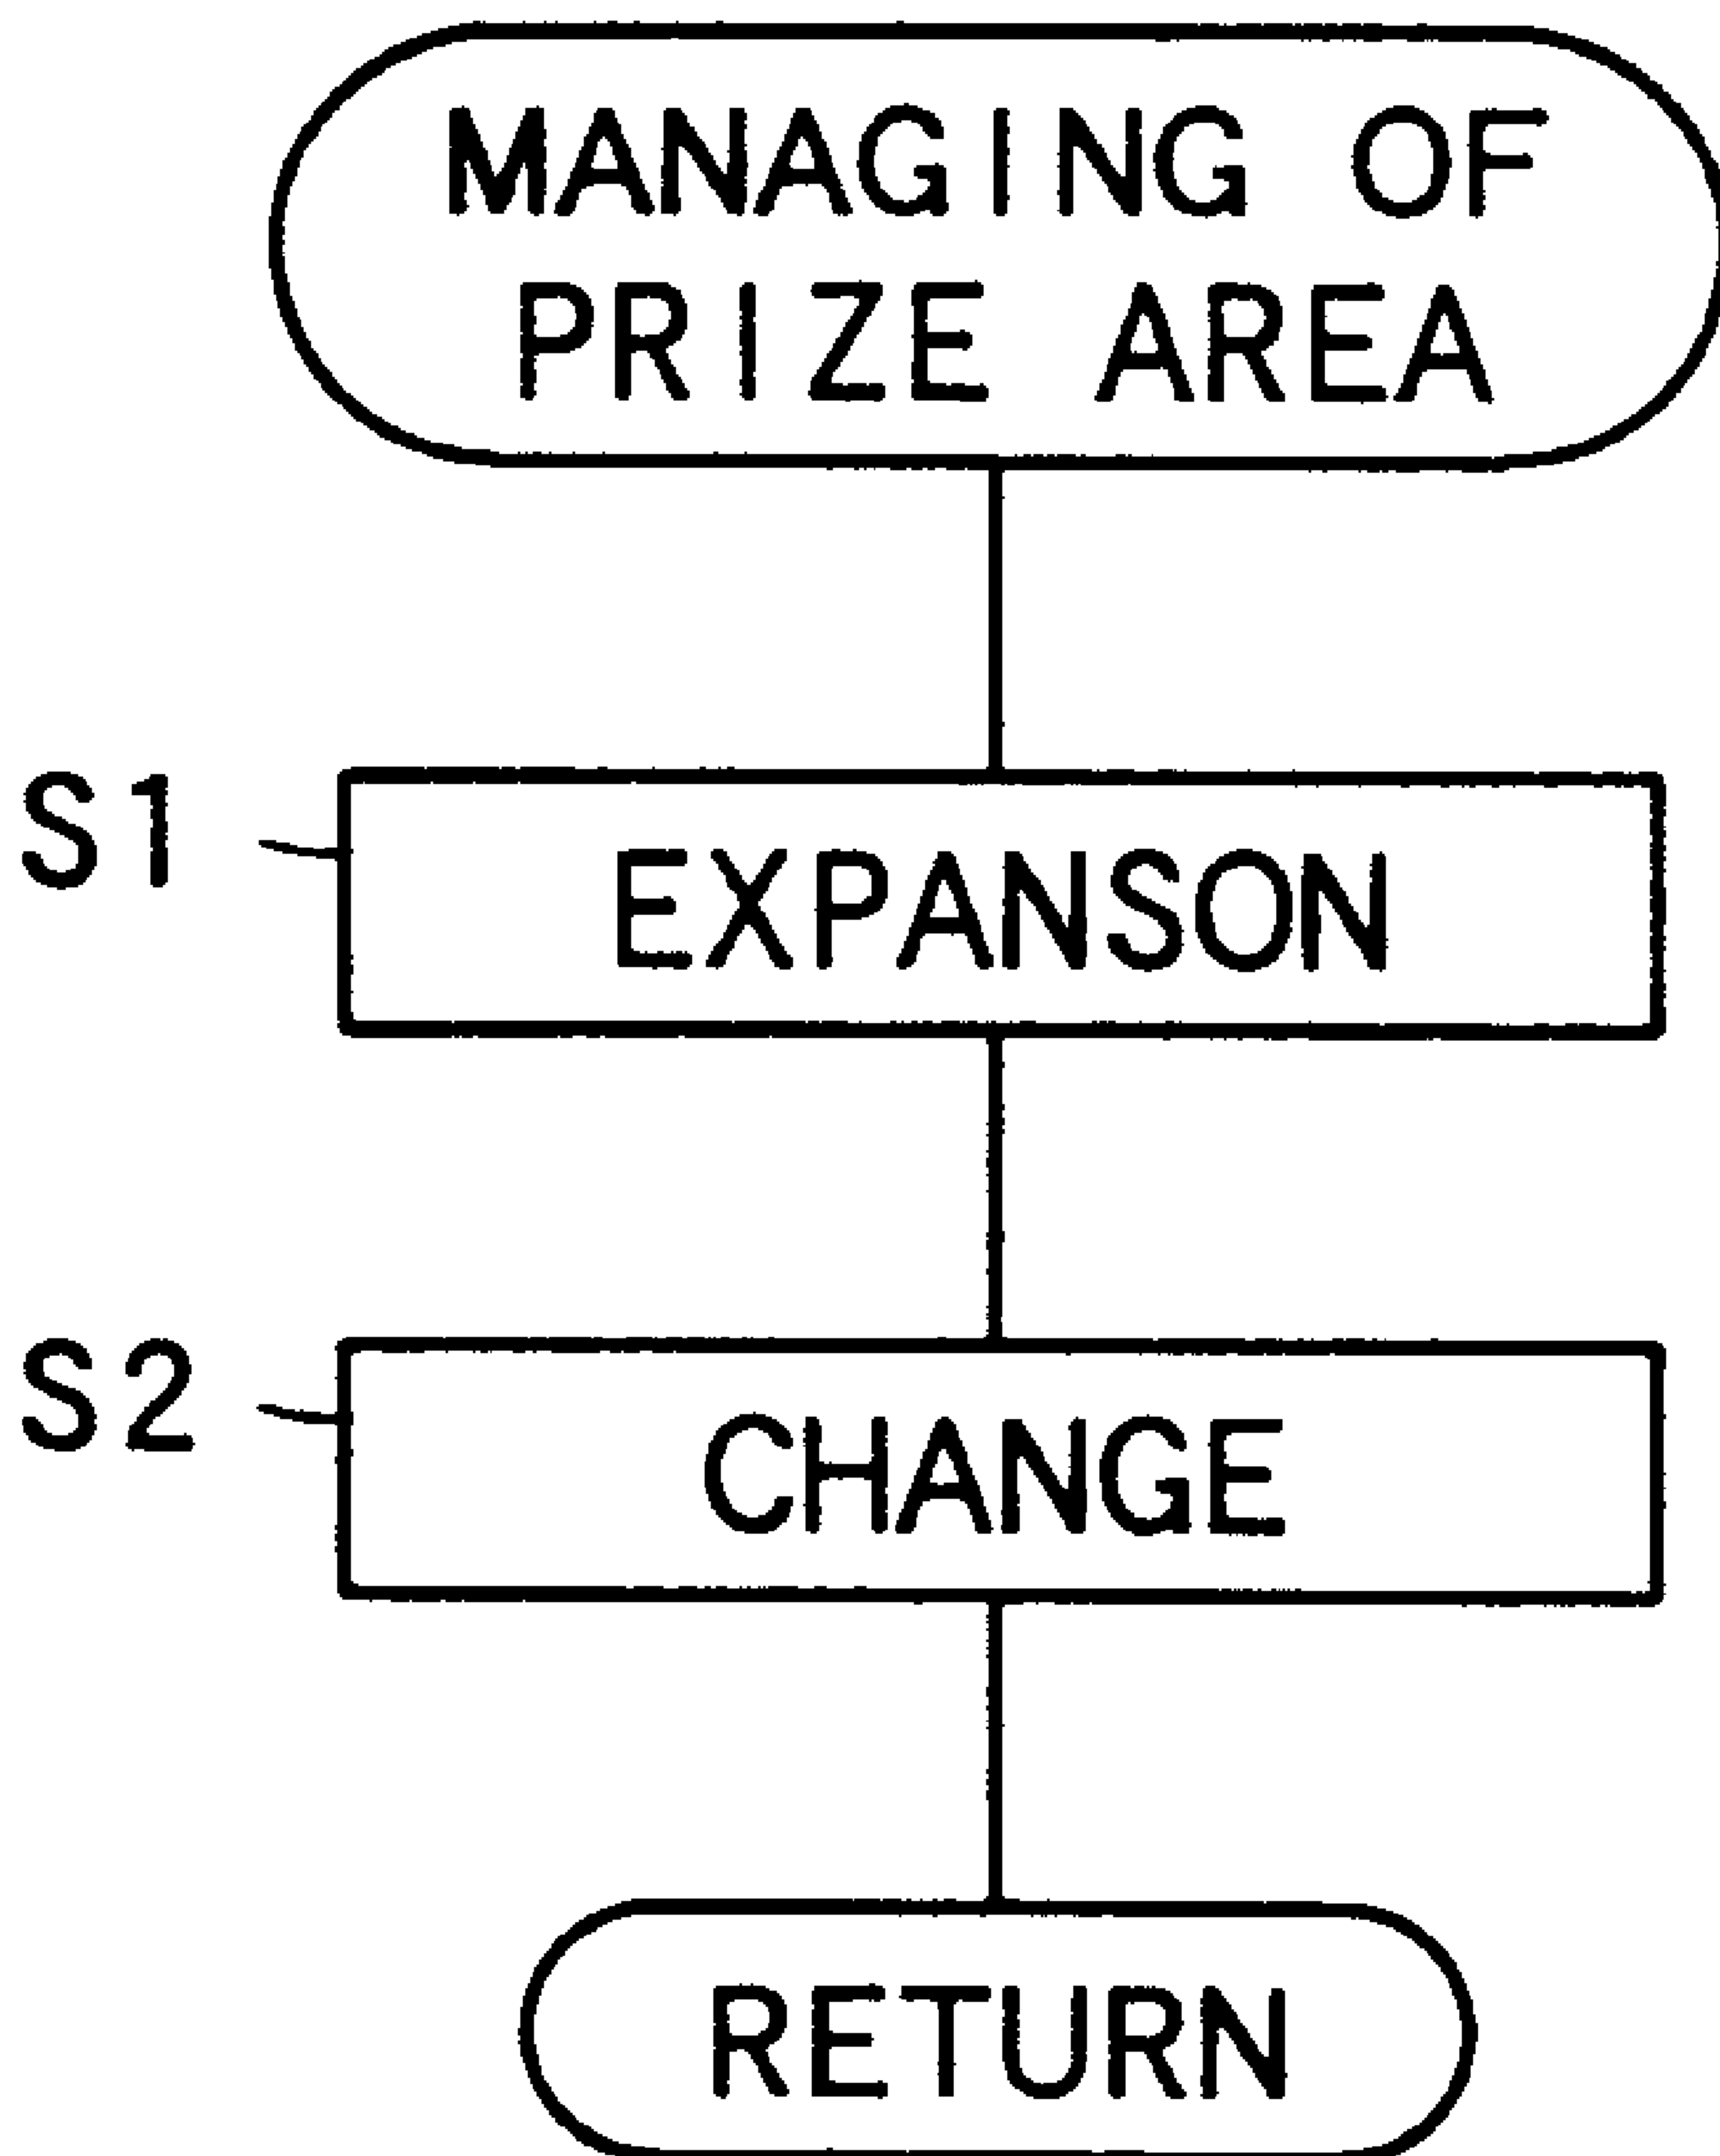 MANAGING OF
PRIZE AREA
S1
EXPANSON
S2
CHANGE
RETURN